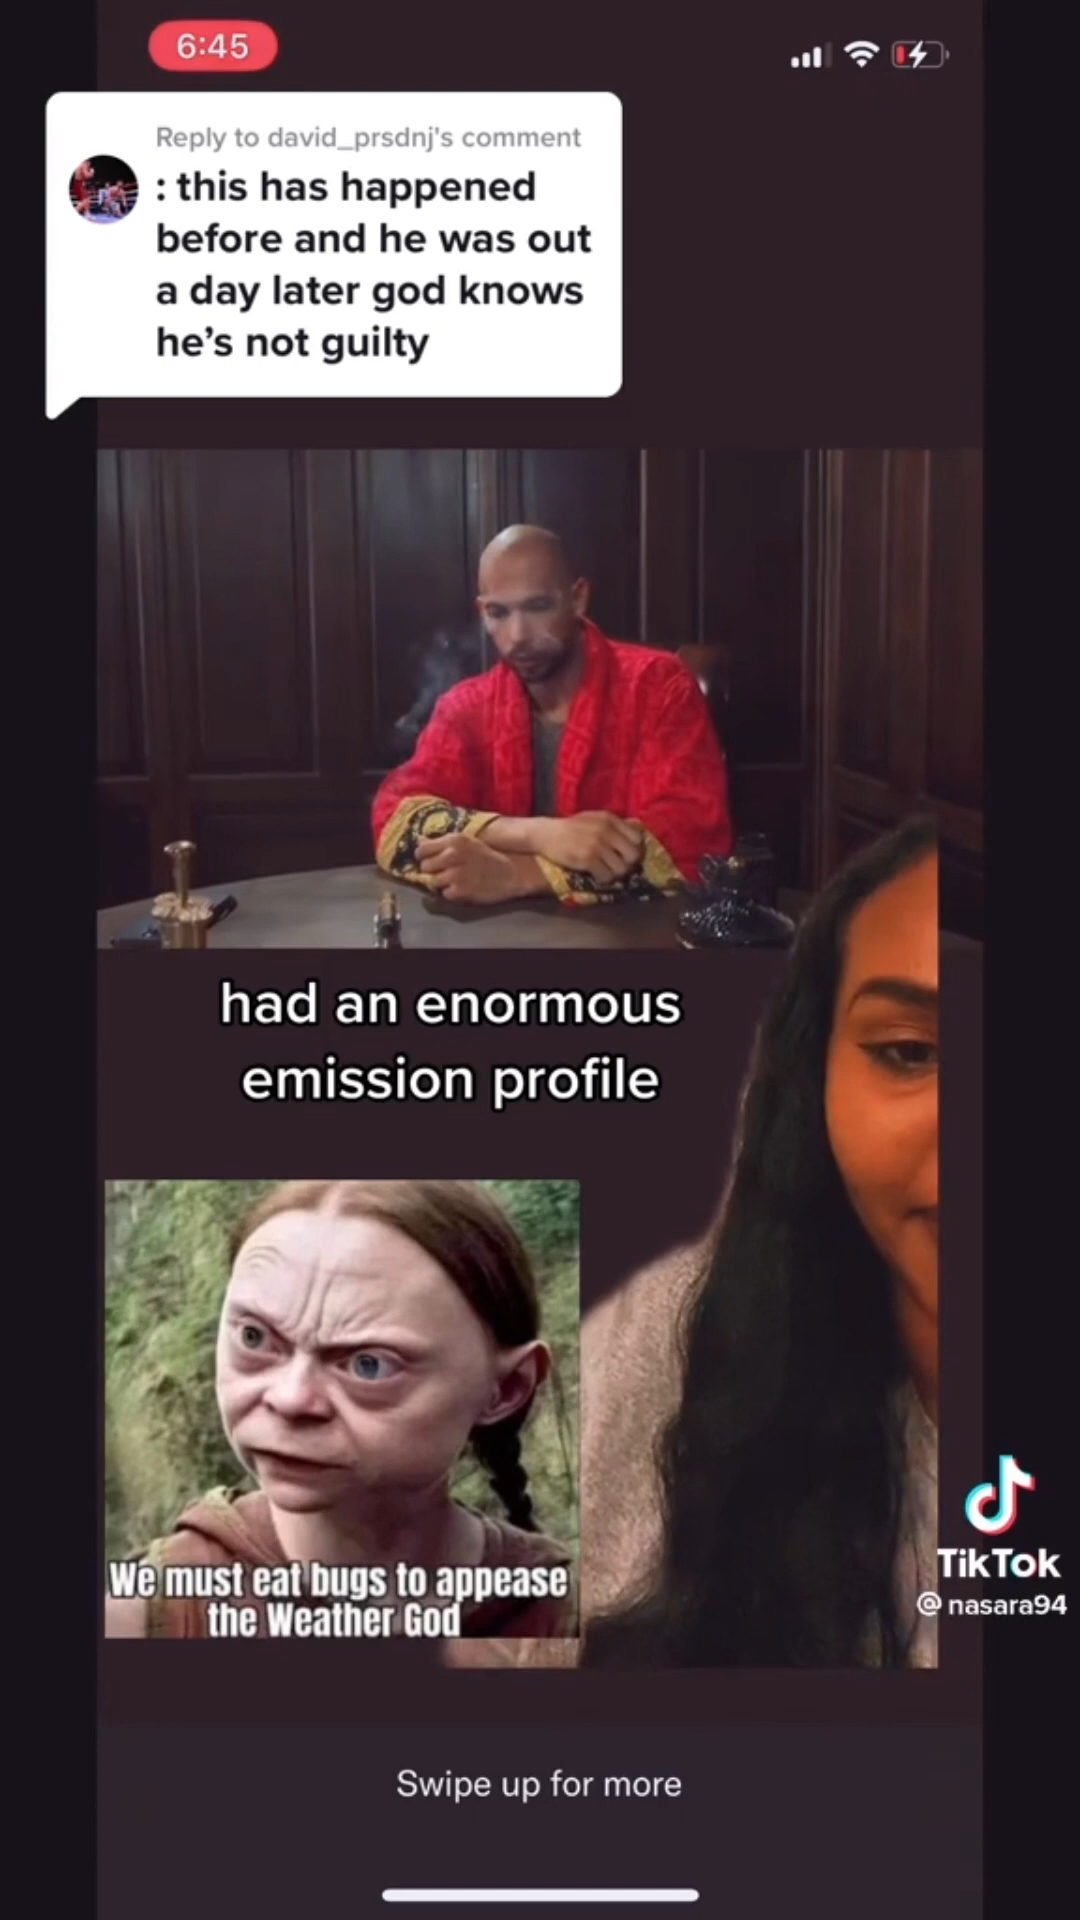 6:45
Reply to david_prsdnj's comment
: this has happened
before and he was out
a day later god knows
he's not guilty
had an enormous
emission profile
We must eat bugs to appease
the Weather God
TikTok
@nasara94
Swipe up for more